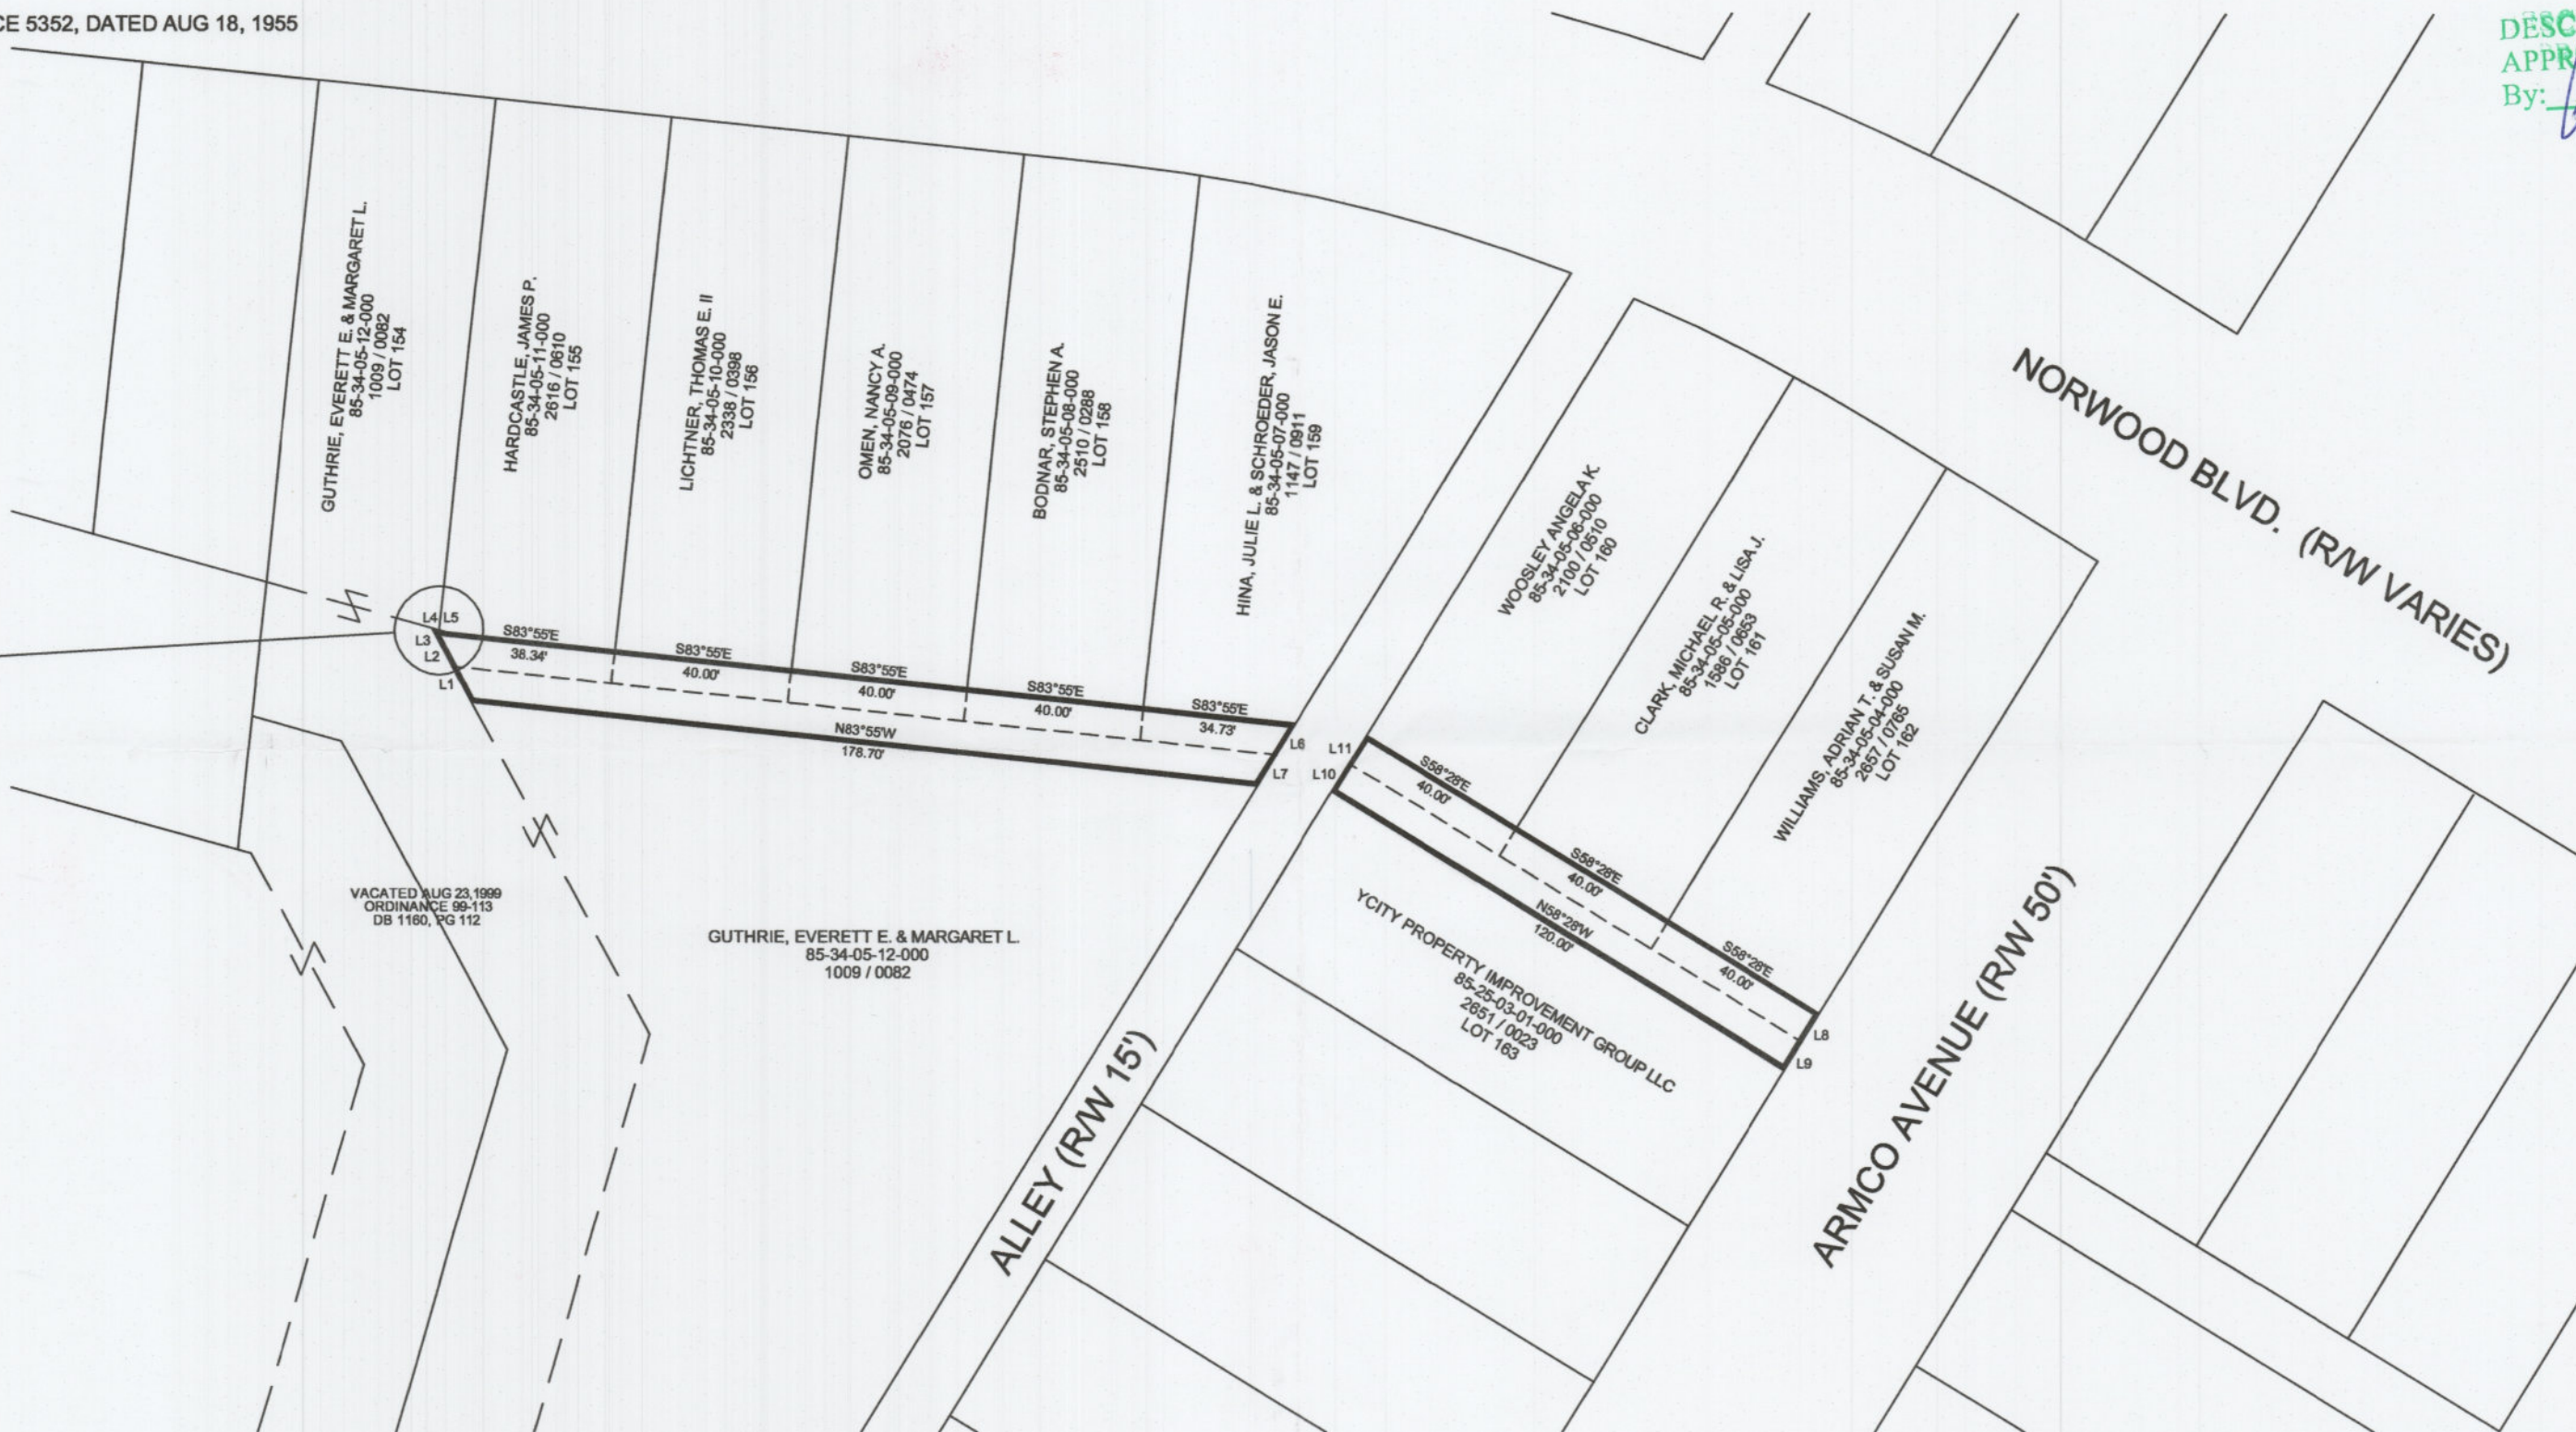 CE 5352, DATED AUG 18, 1955
DESC
APPR
By:
GUTHRIE, EVERETT E. & MARGARET L.
85-34-05-12-000
1009 / 0082
LOT 154
HARDCASTLE, JAMES P.
85-34-05-11-000
2616 / 0610
LOT 155
LICHTNER, THOMAS E. II
85-34-05-10-000
2338 / 0398
LOT 156
OMEN, NANCY A.
85-34-05-09-000
2076 / 0474
LOT 157
BODNAR, STEPHEN A.
85-34-05-08-000
2510 / 0288
LOT 158
HINA, JULIE L. & SCHROEDER, JASON E.
85-34-05-07-000
1147 / 0911
LOT 159
WOOSLEY ANGELA K.
85-34-05-06-000
2100 / 0510
LOT 160
CLARK, MICHAEL R. & LISA J.
85-34-05-05-000
1586 / 0653
LOT 161
WILLIAMS, ADRIAN T. & SUSAN M.
85-34-05-04-000
2657 / 0765
LOT 162
NORWOOD BLVD. (R/W VARIES)
L4 L5
L3
L2
L1
S83°55'E
38.34'
S83°55'E
40.00'
S83°55'E
40.00'
S83°55'E
40.00'
S83°55'E
34.73'
N83°55'W
178.70'
L6
L7
L11
L10
S58°28'E
40.00'
S58°28'E
40.00'
S58°28'E
40.00'
N58°28'W
120.00'
L8
L9
VACATED AUG 23,1999
ORDINANCE 99-113
DB 1160, PG 112
GUTHRIE, EVERETT E. & MARGARET L.
85-34-05-12-000
1009 / 0082
YCITY PROPERTY IMPROVEMENT GROUP LLC
85-25-03-01-000
2651 / 0023
LOT 163
ALLEY (R/W 15')
ARMCO AVENUE (R/W 50')